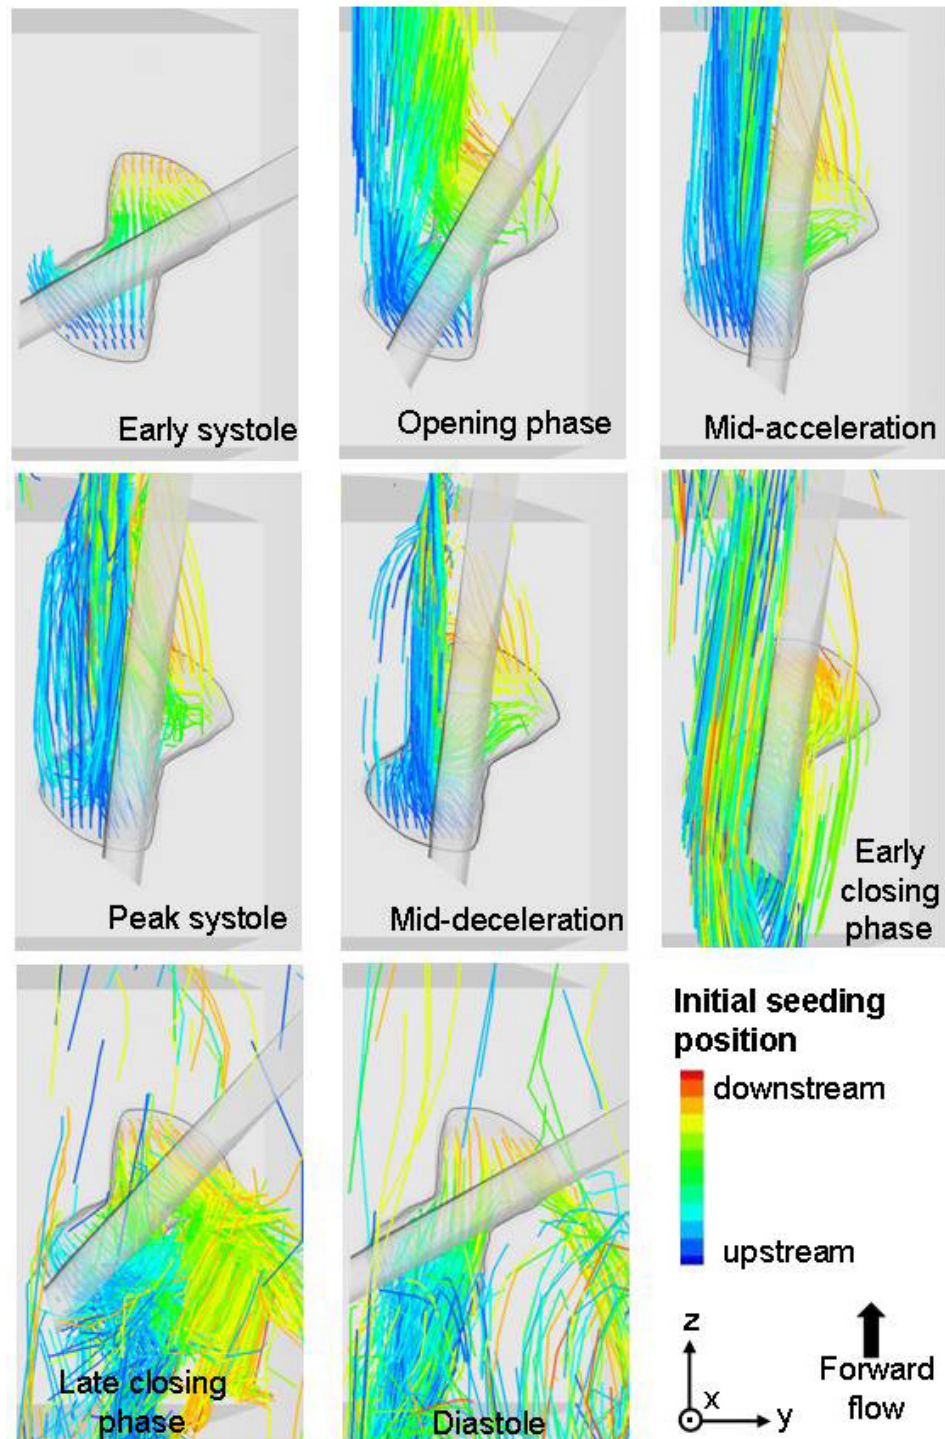 Early systole
Opening phase
Mid-acceleration
Peak systole
Mid-deceleration
Early
closing
phase
Late closing
phase
Diastole
Initial seeding
position
downstream
upstream
z
x
y
Forward
flow